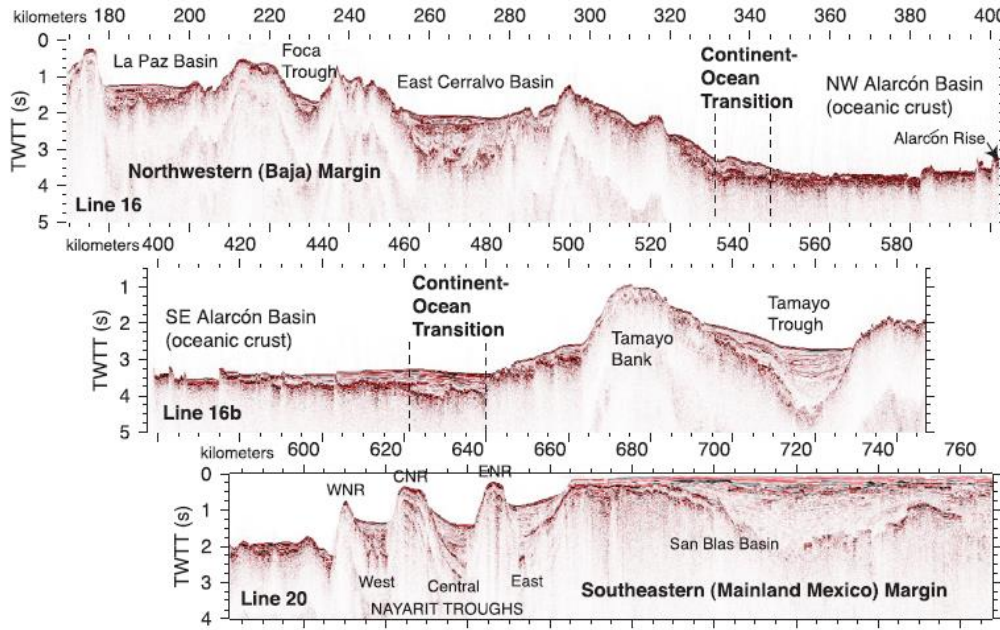 kilometers 180 200 220 240 260 280 300 320 340 360 380 400
0
1
2
3
4
5
TWTT (s)
La Paz Basin
Foca
Trough
East Cerralvo Basin
Continent-
Ocean
Transition
NW Alarcón Basin
(oceanic crust)
Alarcón Rise
Northwestern (Baja) Margin
Line 16
kilometers 400 420 440 460 480 500 520 540 560 580
1
2
3
4
5
TWTT (s)
SE Alarcón Basin
(oceanic crust)
Continent-
Ocean
Transition
Tamayo
Bank
Tamayo
Trough
Line 16b
kilometers 600 620 640 660 680 700 720 740 760
0
1
2
3
4
TWTT (s)
WNR
CNR
ENR
San Blas Basin
West
Central
East
NAYARIT TROUGHS
Line 20
Southeastern (Mainland Mexico) Margin